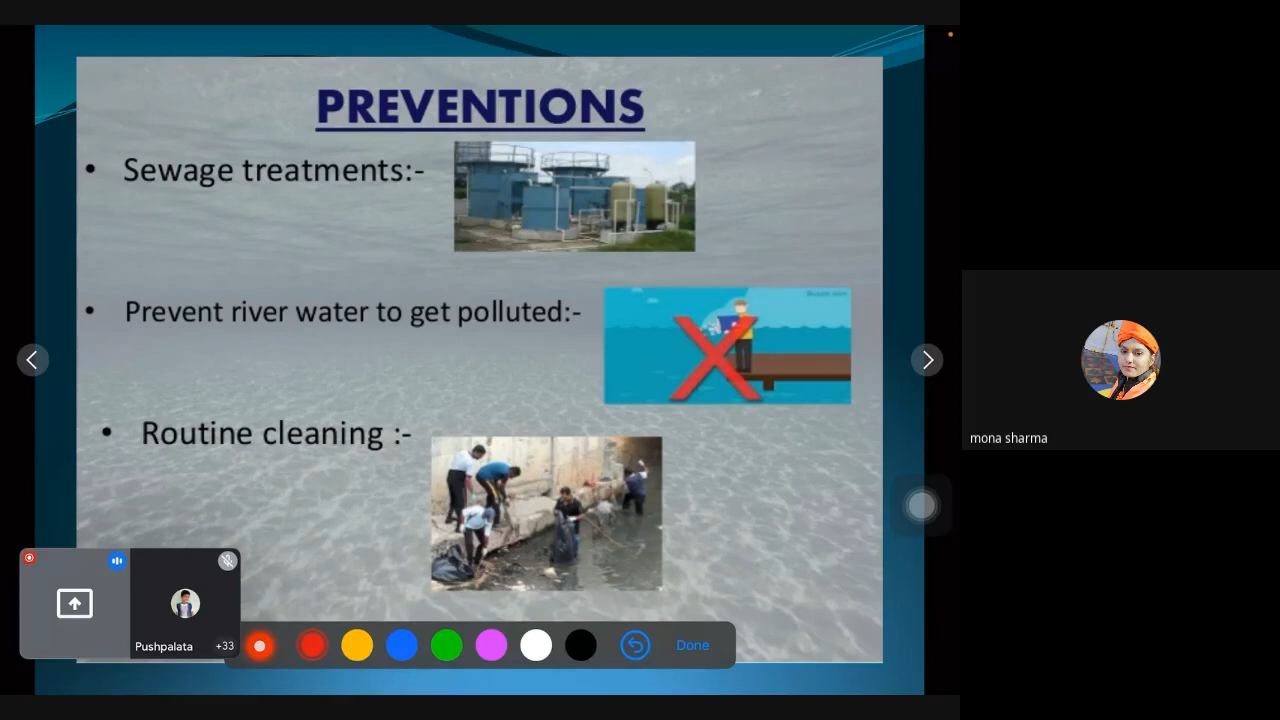 PREVENTIONS
• Sewage treatments:-
• Prevent river water to get polluted:-
• Routine cleaning :-
mona sharma
Pushpalata
+33
Done